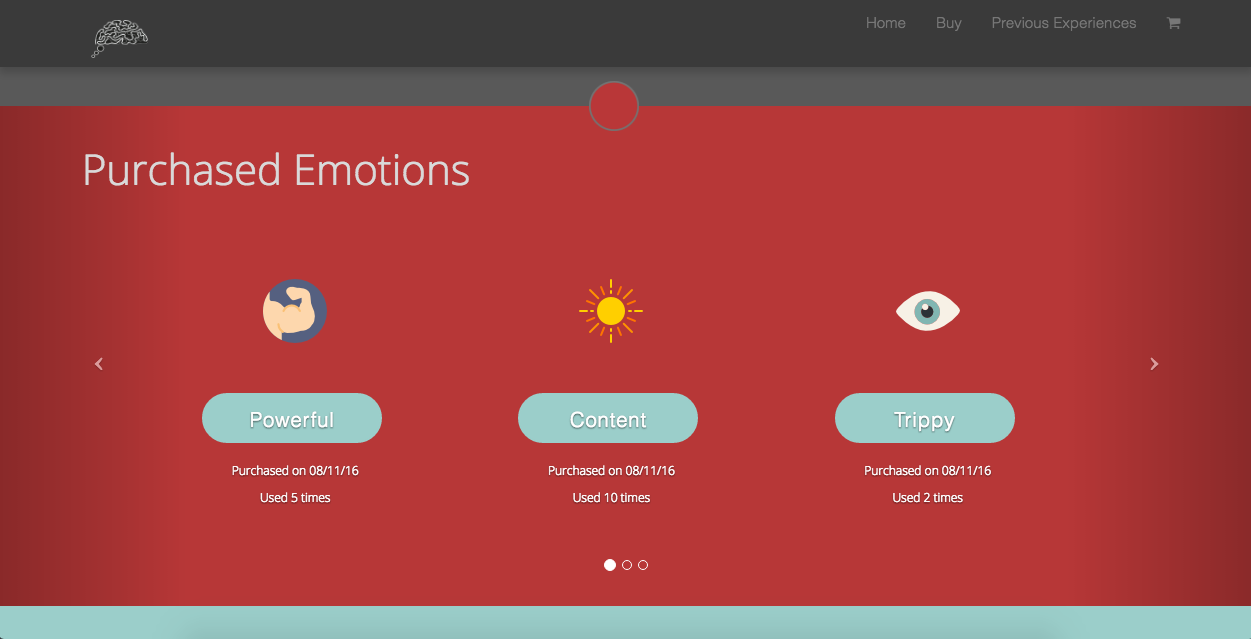 Home Buy Previous Experiences
Purchased Emotions
Powerful Content Trippy
Purchased on 08/11/16 Purchased on 08/11/16 Purchased on 08/11/16
Used 5 times Used 10 times Used 2 times